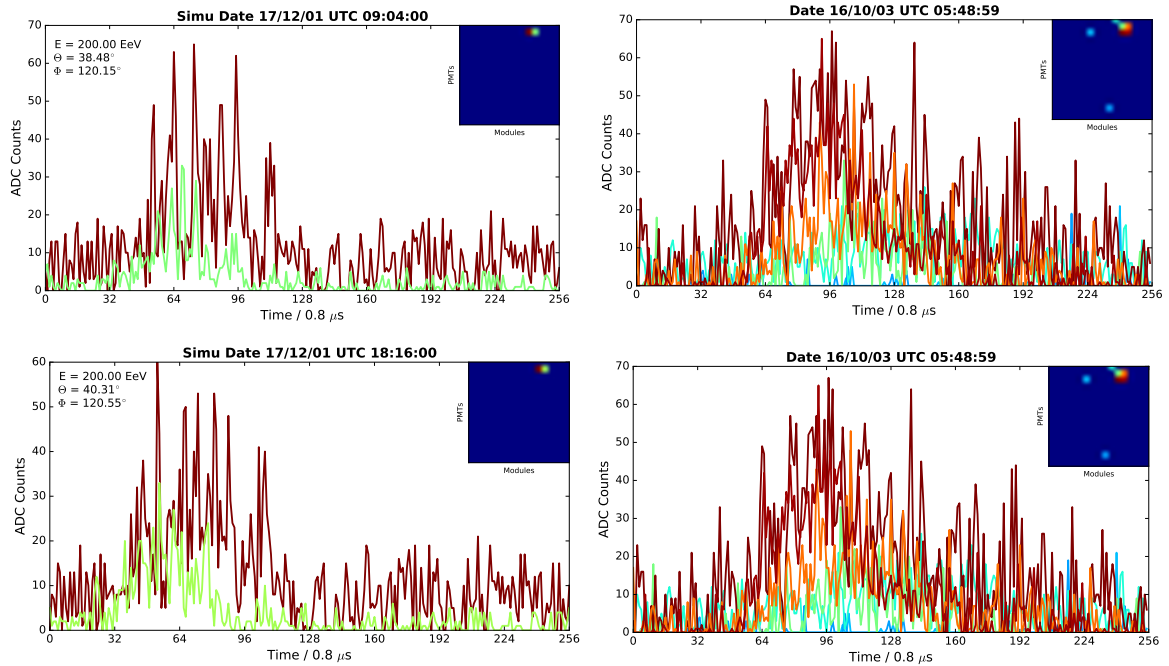 Simu Date 17/12/01 UTC 09:04:00
70
60
50
40
30
20
10
0
ADC Counts
E = 200.00 EeV
Θ = 38.48°
Φ = 120.15°
PMTs
Modules
0 32 64 96 128 160 192 224 256
Time / 0.8 μs
Date 16/10/03 UTC 05:48:59
70
60
50
40
30
20
10
0
ADC Counts
PMTs
Modules
0 32 64 96 128 160 192 224 256
Time / 0.8 μs
Simu Date 17/12/01 UTC 18:16:00
60
50
40
30
20
10
0
ADC Counts
E = 200.00 EeV
Θ = 40.31°
Φ = 120.55°
PMTs
Modules
0 32 64 96 128 160 192 224 256
Time / 0.8 μs
Date 16/10/03 UTC 05:48:59
70
60
50
40
30
20
10
0
ADC Counts
PMTs
Modules
0 32 64 96 128 160 192 224 256
Time / 0.8 μs